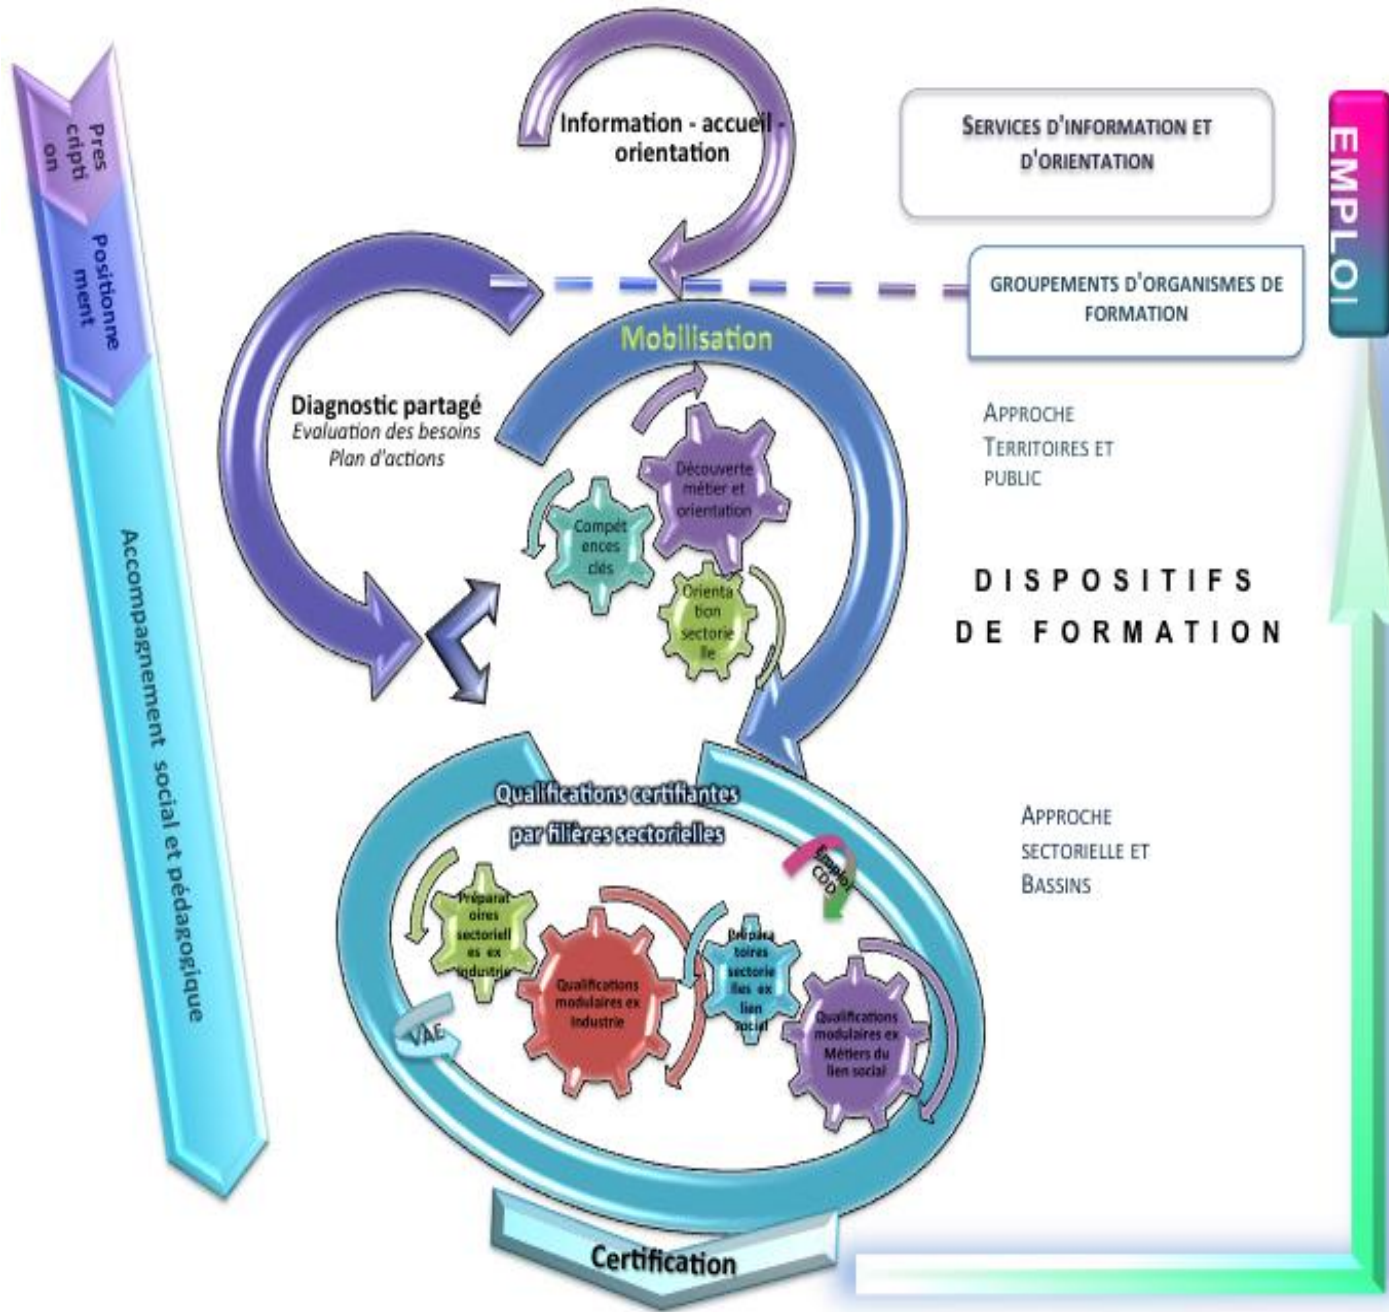 Pres
cripti
on
Positionne
ment
Accompagnement social et pédagogique
Information - accueil -
orientation
SERVICES D'INFORMATION ET
D'ORIENTATION
EMPLOI
GROUPEMENTS D'ORGANISMES DE
FORMATION
Mobilisation
Diagnostic partagé
Evaluation des besoins
Plan d'actions
APPROCHE
TERRITOIRES ET
PUBLIC
Découverte
métier et
orientation
Compét
ences
clés
Orienta
tion
sectorie
lle
DISPOSITIFS
DE FORMATION
Qualifications certifiantes
par filières sectorielles
APPROCHE
SECTORIELLE ET
BASSINS
Emploi
CDD
Préparat
oires
sectoriell
es ex
industrie
Qualifications
modulaires ex
Industrie
Prépara
toires
sectorie
lles ex
lien
social
Qualifications
modulaires ex
Métiers du
lien social
VAE
Certification